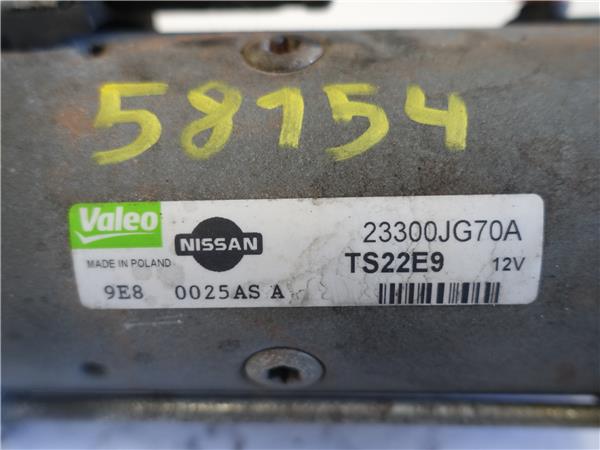 58154
Valeo
NISSAN
23300JG70A
MADE IN POLAND
TS22E9 12V
9E8 0025AS A